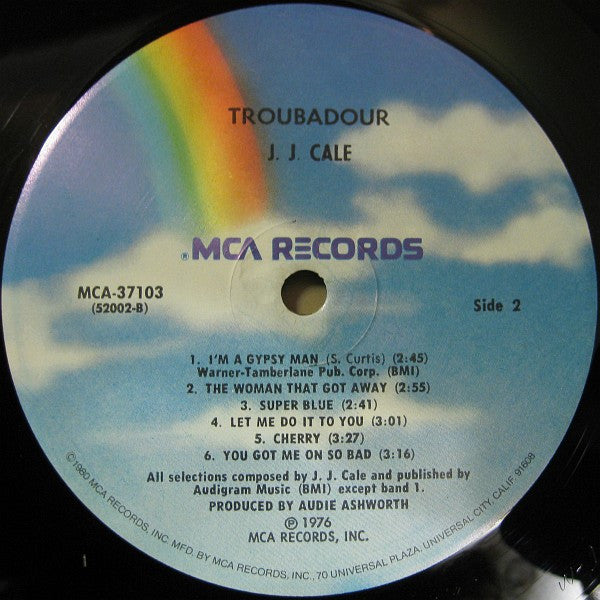 TROUBADOUR
J. J. CALE
® MCA RECORDS
MCA-37103
(52002-B)
Side 2
1. I'M A GYPSY MAN (S. Curtis) (2:45)
Warner-Tamberlane Pub. Corp. (BMI)
2. THE WOMAN THAT GOT AWAY (2:55)
3. SUPER BLUE (2:41)
4. LET ME DO IT TO YOU (3:01)
5. CHERRY (3:27)
6. YOU GOT ME ON SO BAD (3:16)
All selections composed by J. J. Cale and published by
Audigram Music (BMI) except band 1.
PRODUCED BY AUDIE ASHWORTH
℗ 1976
MCA RECORDS, INC.
©1980 MCA RECORDS, INC. MFD. BY MCA RECORDS, INC., 70 UNIVERSAL PLAZA, UNIVERSAL CITY, CALIF. 91608